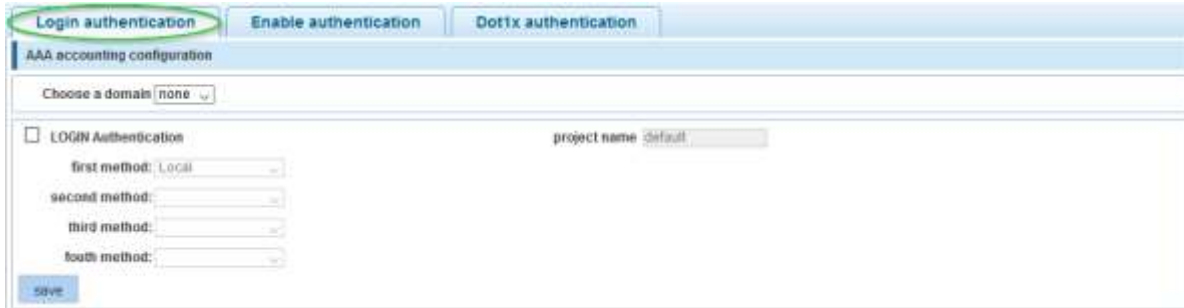 Login authentication Enable authentication Dot1x authentication
AAA accounting configuration
Choose a domain none
LOGIN Authentication project name default
first method: Local
second method:
third method:
fouth method:
save